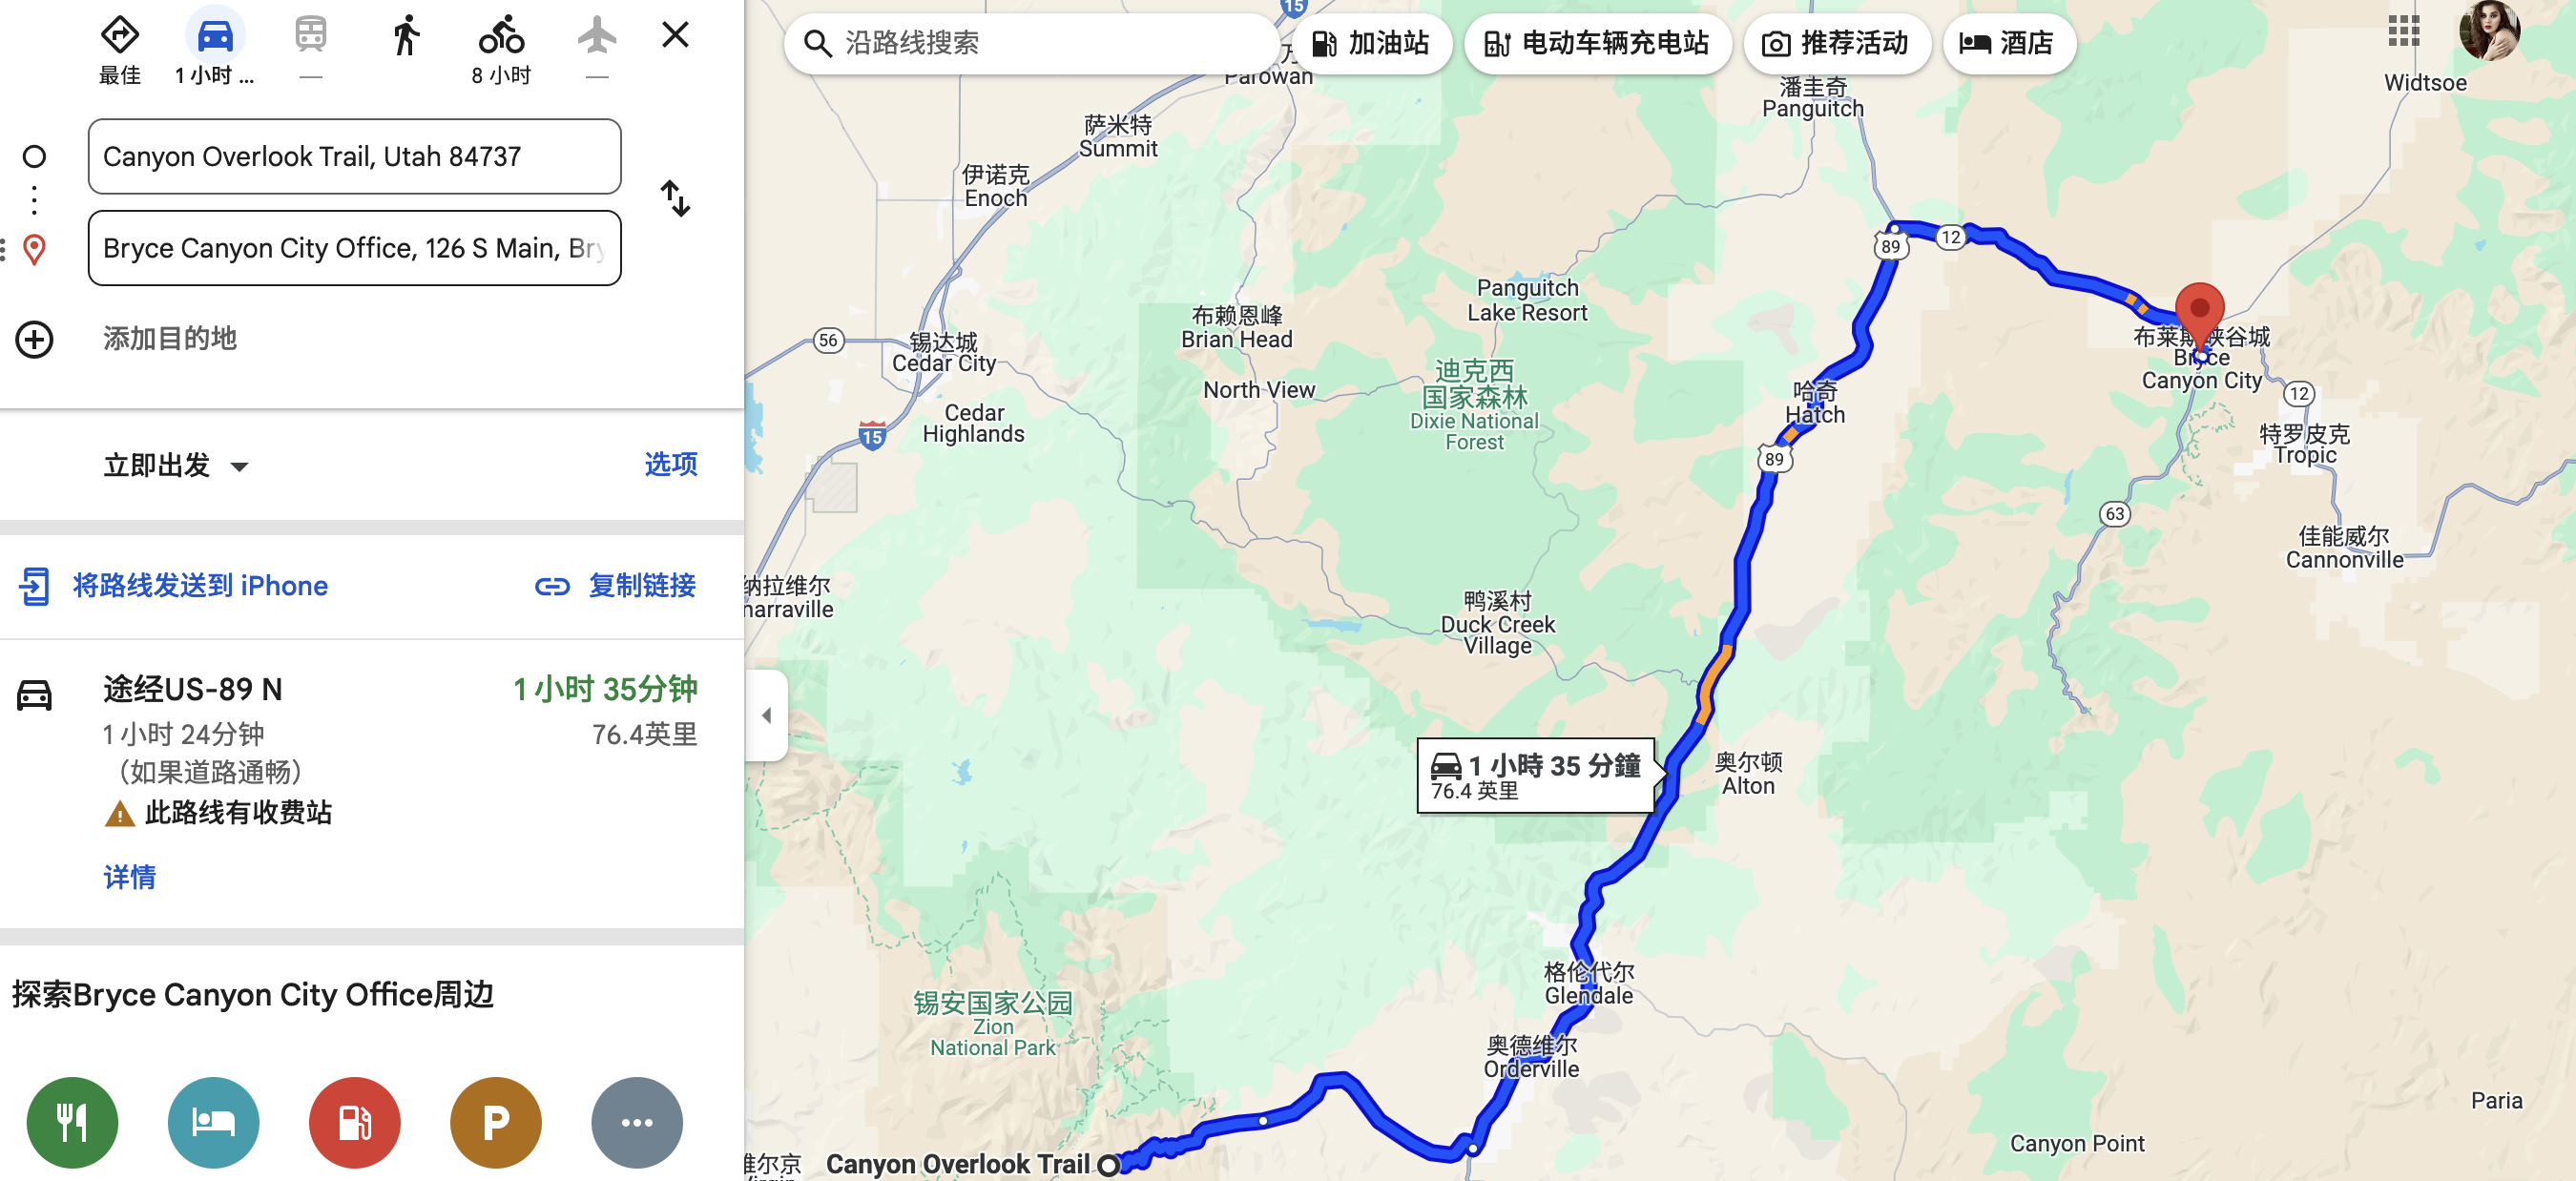 最佳
1 小时 ...
—
8 小时
—
Canyon Overlook Trail, Utah 84737
Bryce Canyon City Office, 126 S Main, Bry
添加目的地
立即出发
选项
将路线发送到 iPhone
复制链接
途经US-89 N
1 小时 35分钟
1 小时 24分钟
76.4英里
（如果道路通畅）
此路线有收费站
详情
探索Bryce Canyon City Office周边
P
沿路线搜索
加油站
电动车辆充电站
推荐活动
酒店
15
Parowan
潘圭奇
Panguitch
Widtsoe
萨米特
Summit
伊诺克
Enoch
89
12
Panguitch
Lake Resort
布赖恩峰
Brian Head
56
锡达城
Cedar City
North View
迪克西
国家森林
Dixie National
Forest
哈奇
Hatch
布莱斯峡谷城
Bryce
Canyon City
12
Cedar
Highlands
15
89
特罗皮克
Tropic
63
佳能威尔
Cannonville
纳拉维尔
narraville
鸭溪村
Duck Creek
Village
1 小時 35 分鐘
76.4 英里
奥尔顿
Alton
格伦代尔
Glendale
锡安国家公园
Zion
National Park
奥德维尔
Orderville
Paria
Canyon Point
维尔京
Canyon Overlook Trail